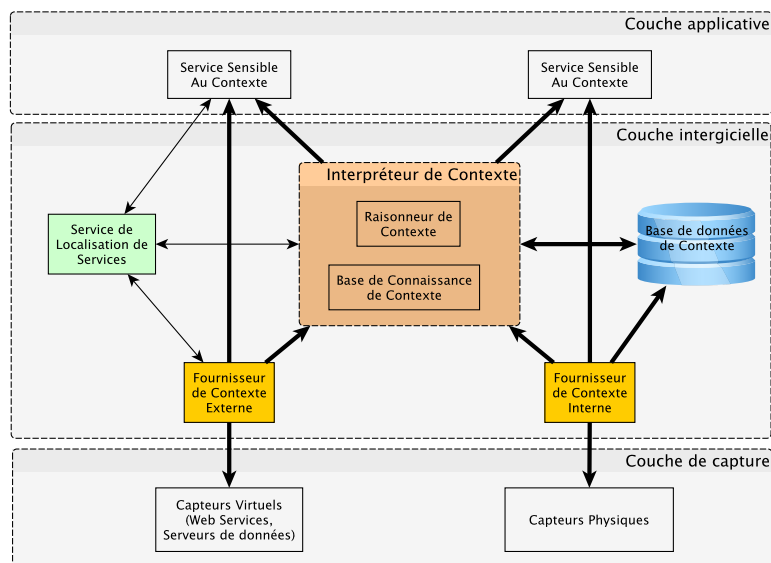 Couche applicative
Service Sensible
Au Contexte
Service Sensible
Au Contexte
Couche intergicielle
Interpréteur de Contexte
Raisonneur de
Contexte
Base de Connaissance
de Contexte
Service de
Localisation de
Services
Base de données
de Contexte
Fournisseur
de Contexte
Externe
Fournisseur
de Contexte
Interne
Couche de capture
Capteurs Virtuels
(Web Services,
Serveurs de données)
Capteurs Physiques